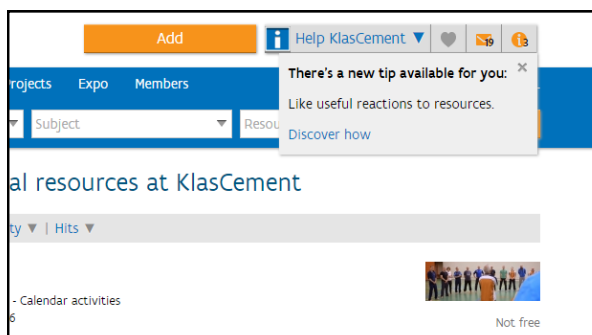 Add
i Help KlasCement ▼
19
3
There's a new tip available for you: ×
Like useful reactions to resources.
Discover how
rojects Expo Members
Subject ▼
Resou
al resources at KlasCement
ty ▼ | Hits ▼
- Calendar activities
6
Not free